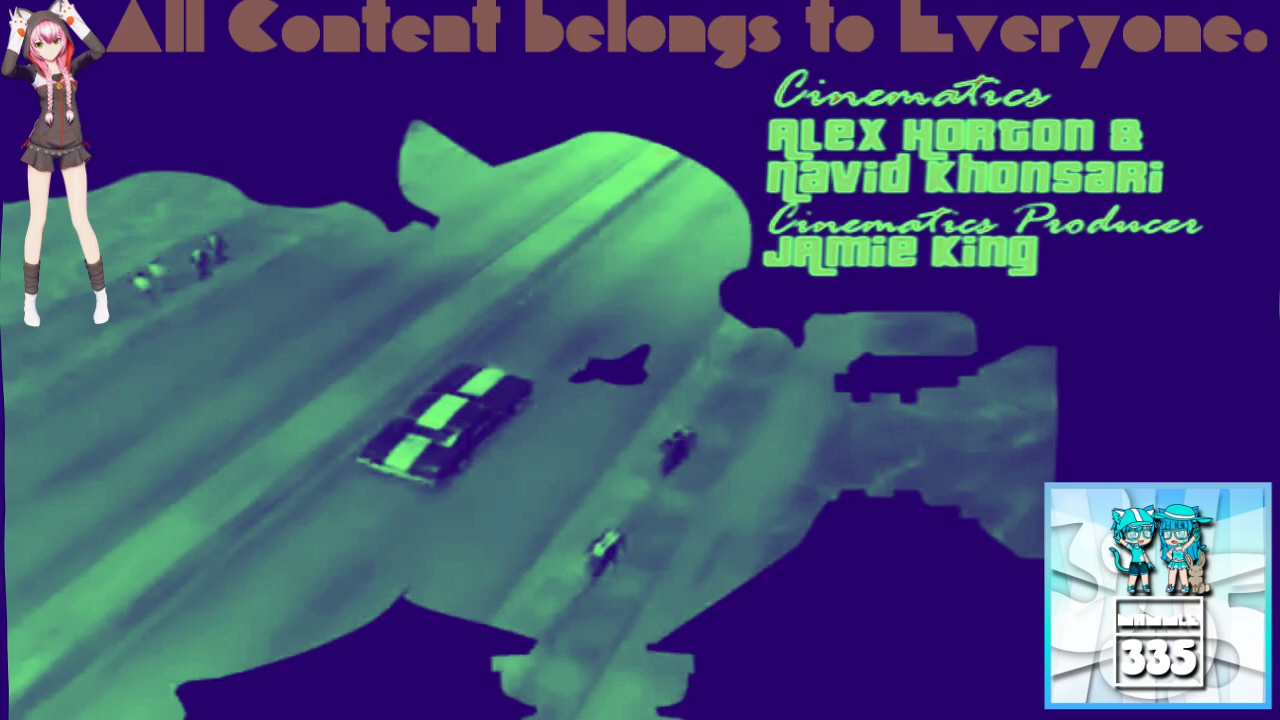 All Content belongs to Everyone.
Cinematics
Alex Horton &
Navid Khonsari
Cinematics Producer
Jamie King
335